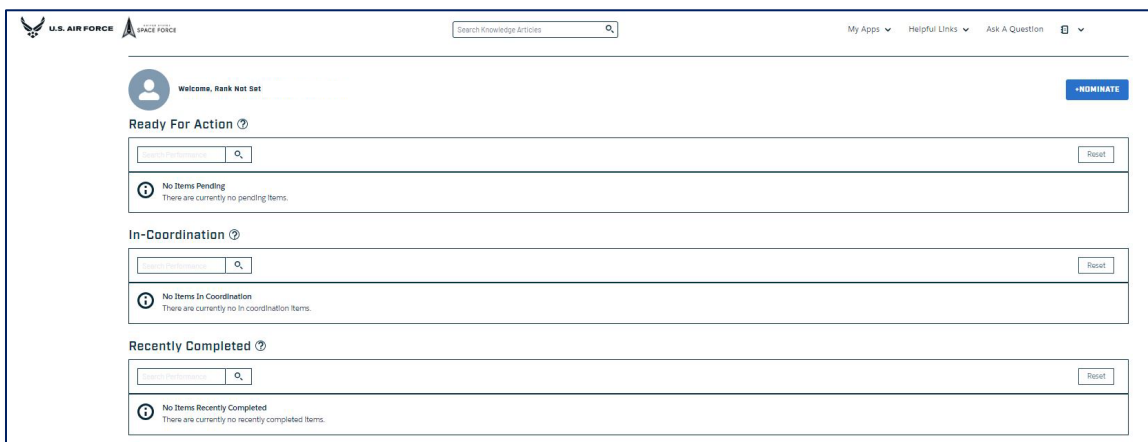 U.S. AIR FORCE
UNITED STATES
SPACE FORCE
Search Knowledge Articles
My Apps
Helpful Links
Ask A Question
Welcome, Rank Not Set
+NOMINATE
Ready For Action
Search Performance
Reset
No Items Pending
There are currently no pending items.
In-Coordination
Search Performance
Reset
No Items In Coordination
There are currently no in coordination items.
Recently Completed
Search Performance
Reset
No Items Recently Completed
There are currently no recently completed items.